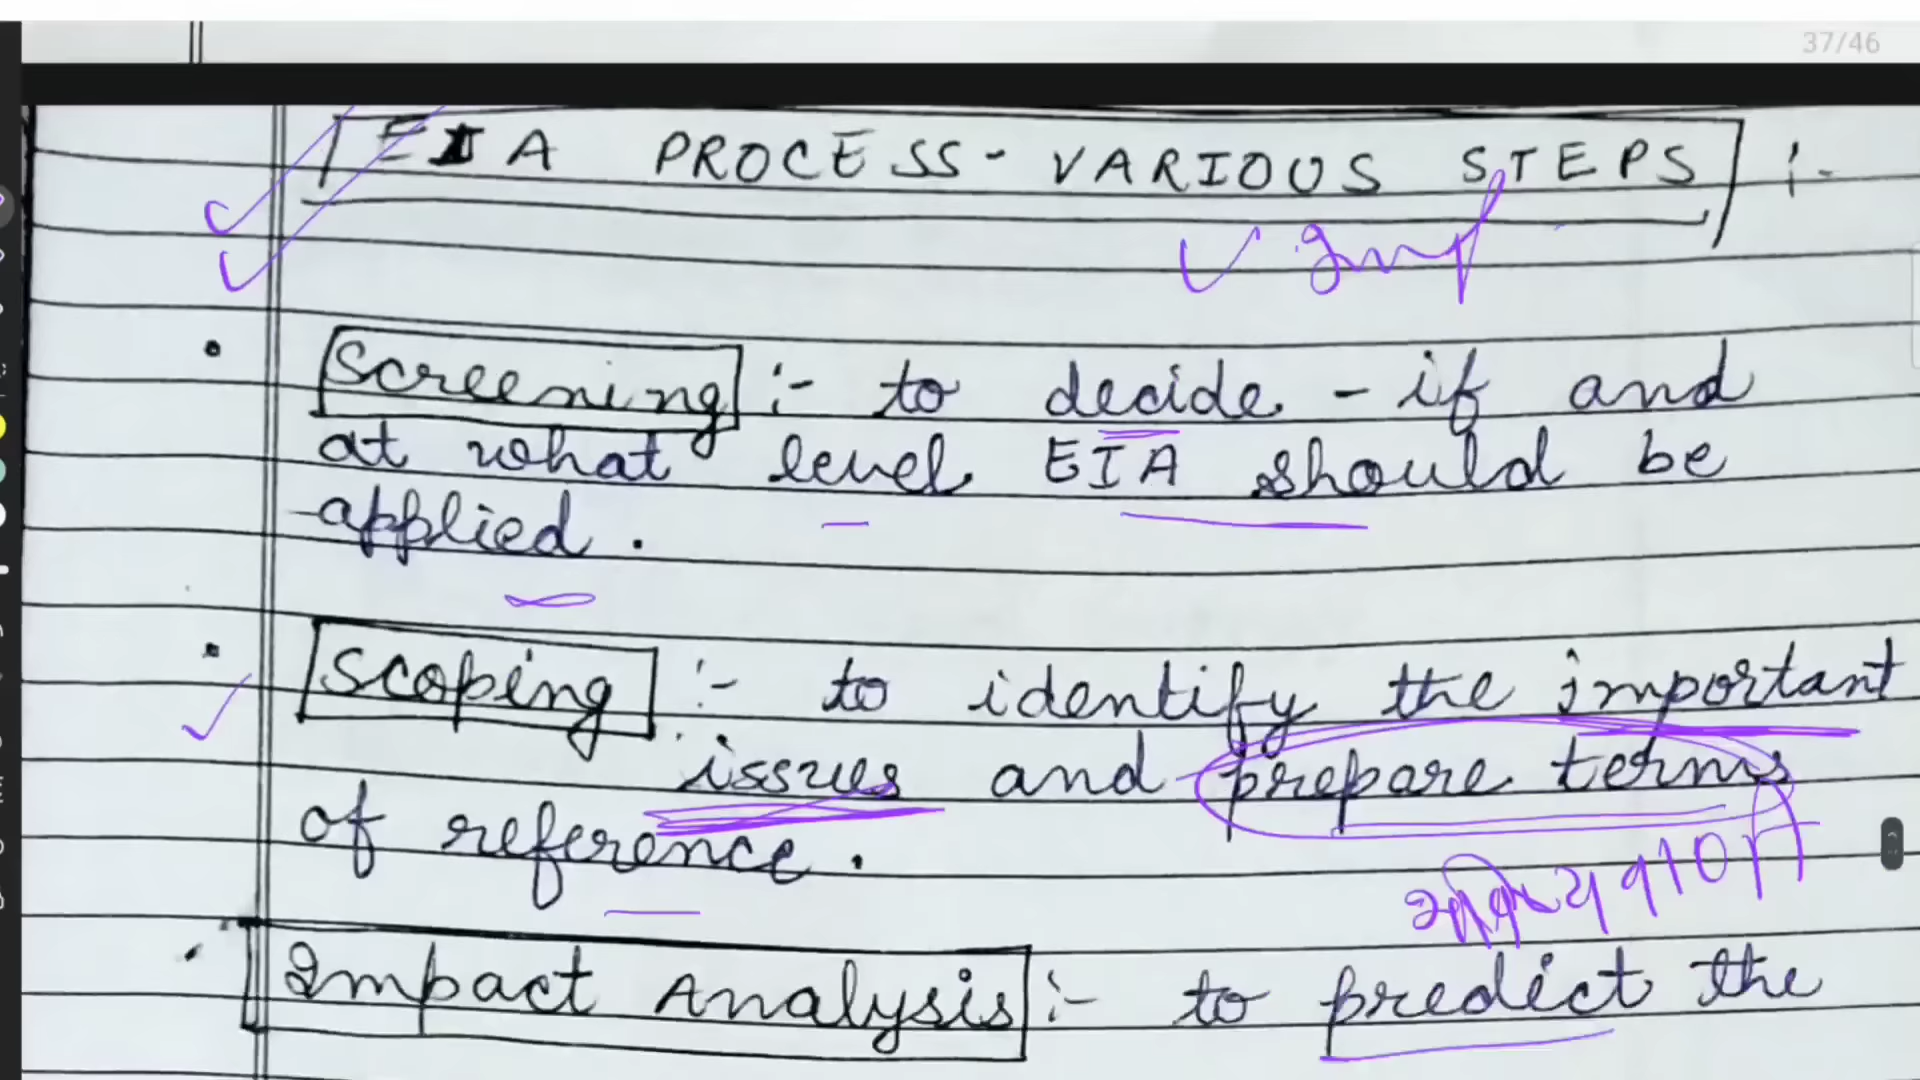 37/46
EIA PROCESS - VARIOUS STEPS :-
Imp
• Screening :- to decide - if and
at what level EIA should be
applied.
• Scoping :- to identify the important
issues and prepare terms
of reference.
Impact Analysis :- to predict the